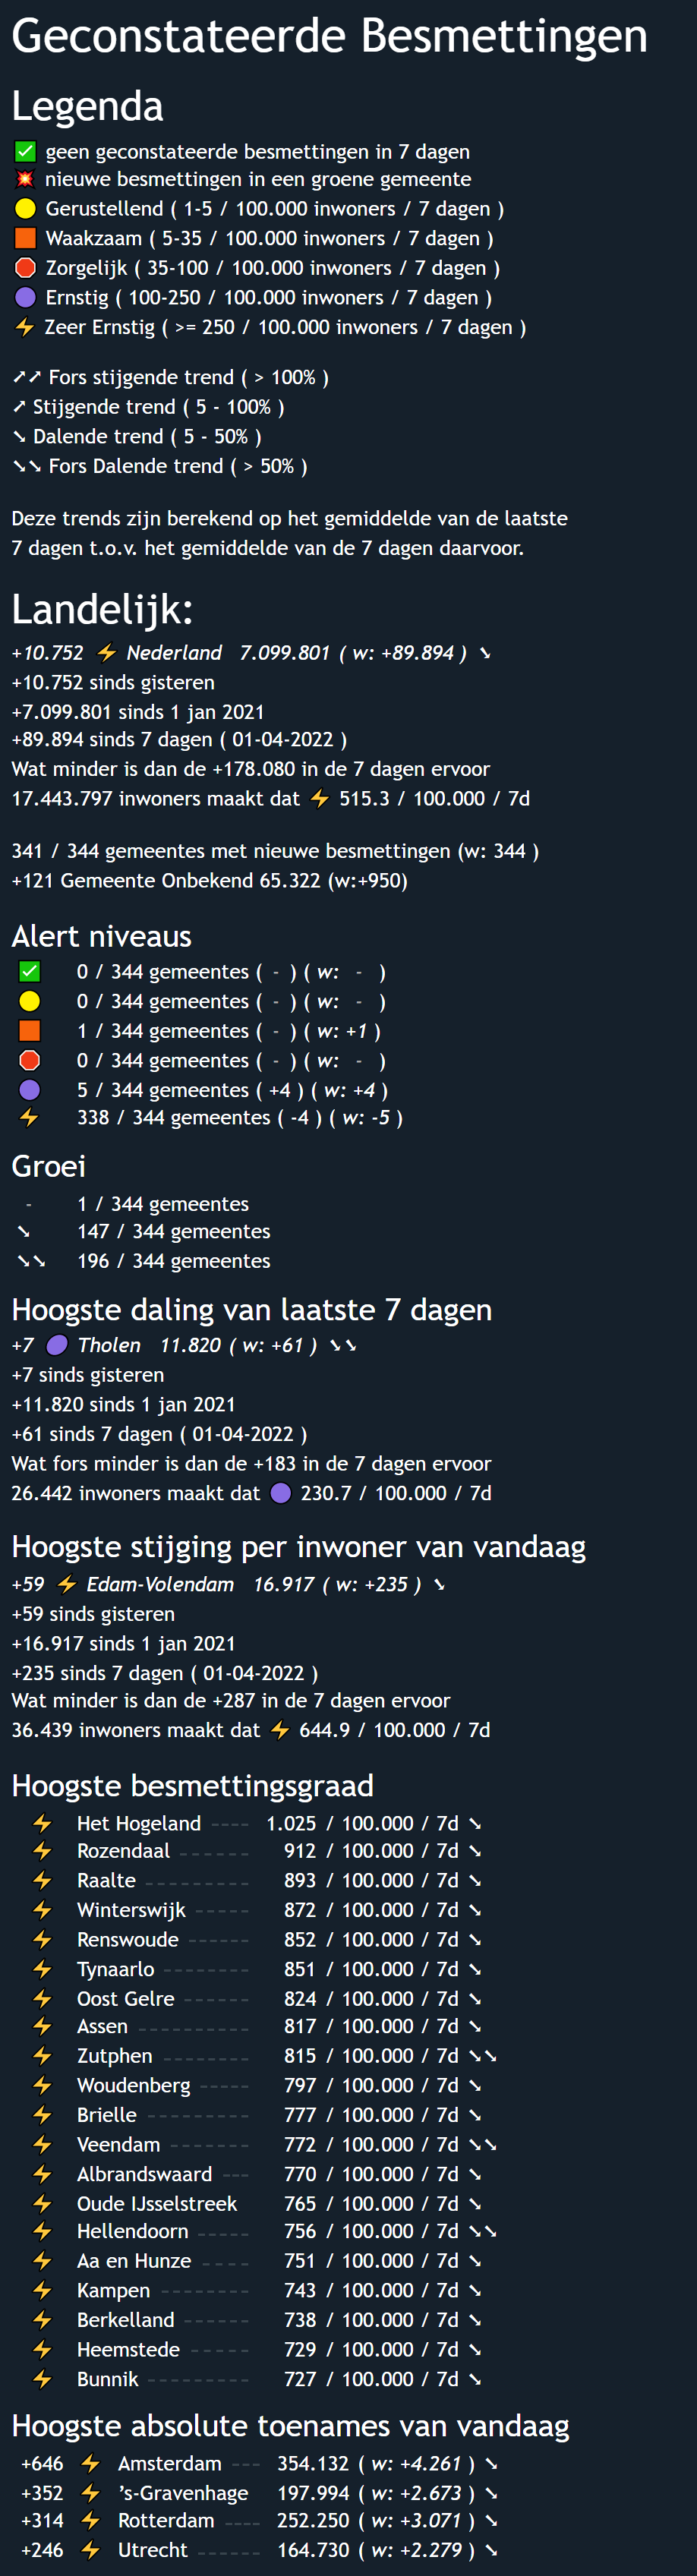 Geconstateerde Besmettingen
Legenda
✅ geen geconstateerde besmettingen in 7 dagen
💥 nieuwe besmettingen in een groene gemeente
🟡 Gerustellend ( 1-5 / 100.000 inwoners / 7 dagen )
🟧 Waakzaam ( 5-35 / 100.000 inwoners / 7 dagen )
🛑 Zorgelijk ( 35-100 / 100.000 inwoners / 7 dagen )
🟣 Ernstig ( 100-250 / 100.000 inwoners / 7 dagen )
⚡ Zeer Ernstig ( >= 250 / 100.000 inwoners / 7 dagen )
➚➚ Fors stijgende trend ( > 100% )
➚ Stijgende trend ( 5 - 100% )
➘ Dalende trend ( 5 - 50% )
➘➘ Fors Dalende trend ( > 50% )
Deze trends zijn berekend op het gemiddelde van de laatste
7 dagen t.o.v. het gemiddelde van de 7 dagen daarvoor.
Landelijk:
+10.752 ⚡ Nederland 7.099.801 ( w: +89.894 ) ➘
+10.752 sinds gisteren
+7.099.801 sinds 1 jan 2021
+89.894 sinds 7 dagen ( 01-04-2022 )
Wat minder is dan de +178.080 in de 7 dagen ervoor
17.443.797 inwoners maakt dat ⚡ 515.3 / 100.000 / 7d
341 / 344 gemeentes met nieuwe besmettingen (w: 344 )
+121 Gemeente Onbekend 65.322 (w:+950)
Alert niveaus
✅ 0 / 344 gemeentes ( - ) ( w: - )
🟡 0 / 344 gemeentes ( - ) ( w: - )
🟧 1 / 344 gemeentes ( - ) ( w: +1 )
🛑 0 / 344 gemeentes ( - ) ( w: - )
🟣 5 / 344 gemeentes ( +4 ) ( w: +4 )
⚡ 338 / 344 gemeentes ( -4 ) ( w: -5 )
Groei
- 1 / 344 gemeentes
➘ 147 / 344 gemeentes
➘➘ 196 / 344 gemeentes
Hoogste daling van laatste 7 dagen
+7 🟣 Tholen 11.820 ( w: +61 ) ➘➘
+7 sinds gisteren
+11.820 sinds 1 jan 2021
+61 sinds 7 dagen ( 01-04-2022 )
Wat fors minder is dan de +183 in de 7 dagen ervoor
26.442 inwoners maakt dat 🟣 230.7 / 100.000 / 7d
Hoogste stijging per inwoner van vandaag
+59 ⚡ Edam-Volendam 16.917 ( w: +235 ) ➘
+59 sinds gisteren
+16.917 sinds 1 jan 2021
+235 sinds 7 dagen ( 01-04-2022 )
Wat minder is dan de +287 in de 7 dagen ervoor
36.439 inwoners maakt dat ⚡ 644.9 / 100.000 / 7d
Hoogste besmettingsgraad
⚡ Het Hogeland ---- 1.025 / 100.000 / 7d ➘
⚡ Rozendaal ------ 912 / 100.000 / 7d ➘
⚡ Raalte --------- 893 / 100.000 / 7d ➘
⚡ Winterswijk ----- 872 / 100.000 / 7d ➘
⚡ Renswoude ------ 852 / 100.000 / 7d ➘
⚡ Tynaarlo -------- 851 / 100.000 / 7d ➘
⚡ Oost Gelre ------ 824 / 100.000 / 7d ➘
⚡ Assen ---------- 817 / 100.000 / 7d ➘
⚡ Zutphen -------- 815 / 100.000 / 7d ➘➘
⚡ Woudenberg ----- 797 / 100.000 / 7d ➘
⚡ Brielle --------- 777 / 100.000 / 7d ➘
⚡ Veendam ------- 772 / 100.000 / 7d ➘➘
⚡ Albrandswaard --- 770 / 100.000 / 7d ➘
⚡ Oude IJsselstreek 765 / 100.000 / 7d ➘
⚡ Hellendoorn ----- 756 / 100.000 / 7d ➘➘
⚡ Aa en Hunze ---- 751 / 100.000 / 7d ➘
⚡ Kampen -------- 743 / 100.000 / 7d ➘
⚡ Berkelland ------ 738 / 100.000 / 7d ➘
⚡ Heemstede ----- 729 / 100.000 / 7d ➘
⚡ Bunnik --------- 727 / 100.000 / 7d ➘
Hoogste absolute toenames van vandaag
+646 ⚡ Amsterdam --- 354.132 ( w: +4.261 ) ➘
+352 ⚡ ’s-Gravenhage 197.994 ( w: +2.673 ) ➘
+314 ⚡ Rotterdam ---- 252.250 ( w: +3.071 ) ➘
+246 ⚡ Utrecht ------ 164.730 ( w: +2.279 ) ➘